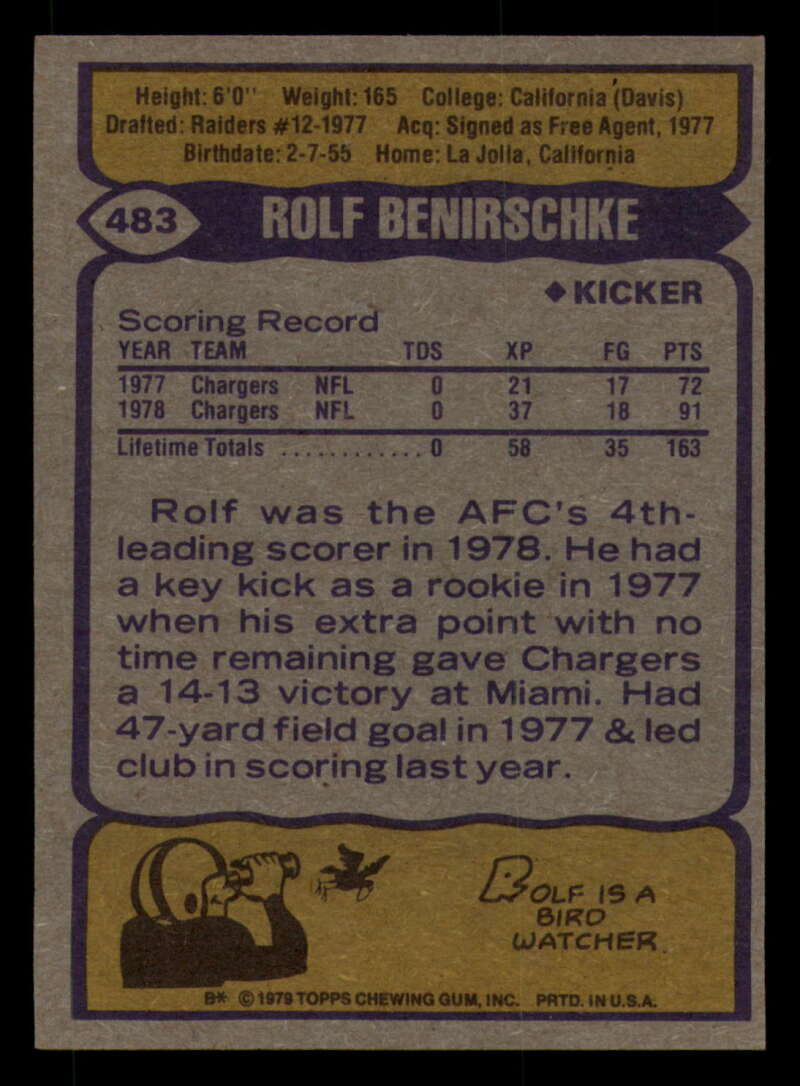 Height: 6'0" Weight: 165 College: California (Davis)
Drafted: Raiders #12-1977 Acq: Signed as Free Agent, 1977
Birthdate: 2-7-55 Home: La Jolla, California
483 ROLF BENIRSCHKE
◆ KICKER
Scoring Record
YEAR TEAM TDS XP FG PTS
1977 Chargers NFL 0 21 17 72
1978 Chargers NFL 0 37 18 91
Lifetime Totals ............. 0 58 35 163
Rolf was the AFC's 4th-
leading scorer in 1978. He had
a key kick as a rookie in 1977
when his extra point with no
time remaining gave Chargers
a 14-13 victory at Miami. Had
47-yard field goal in 1977 & led
club in scoring last year.
ROLF IS A
BIRD
WATCHER.
B* © 1979 TOPPS CHEWING GUM, INC. PRTD. IN U.S.A.